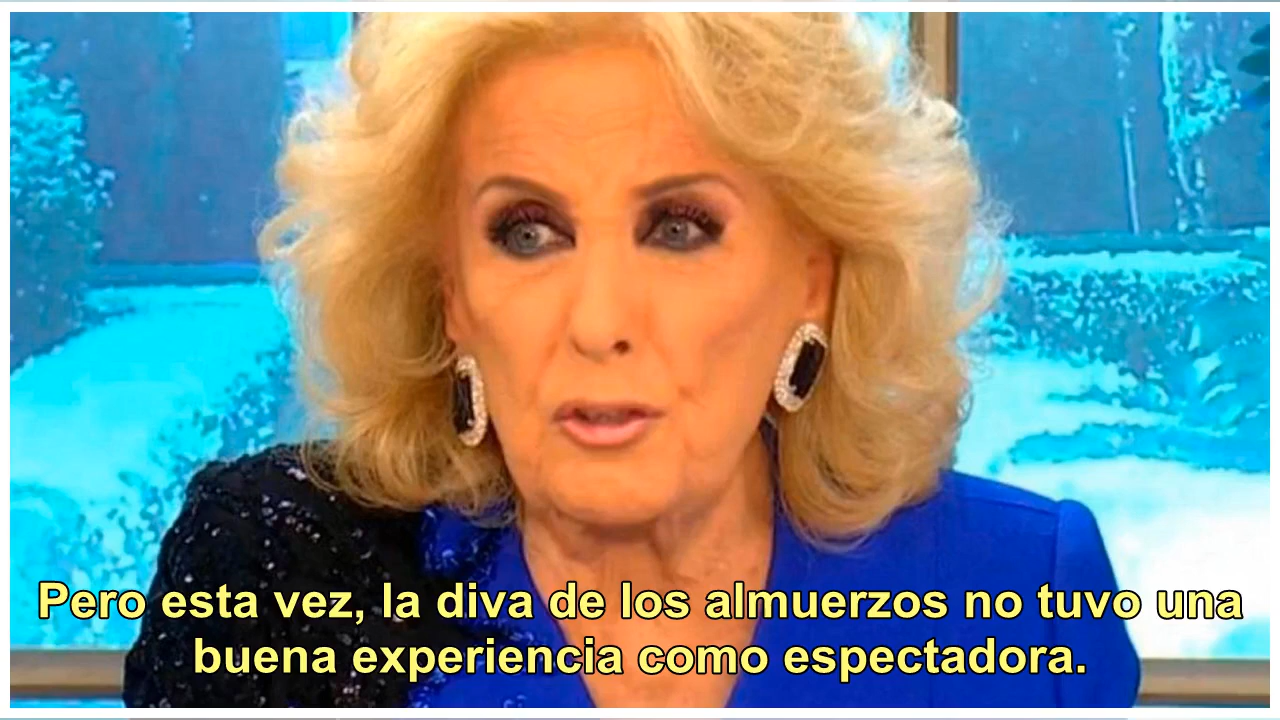 Pero esta vez, la diva de los almuerzos no tuvo una
buena experiencia como espectadora.